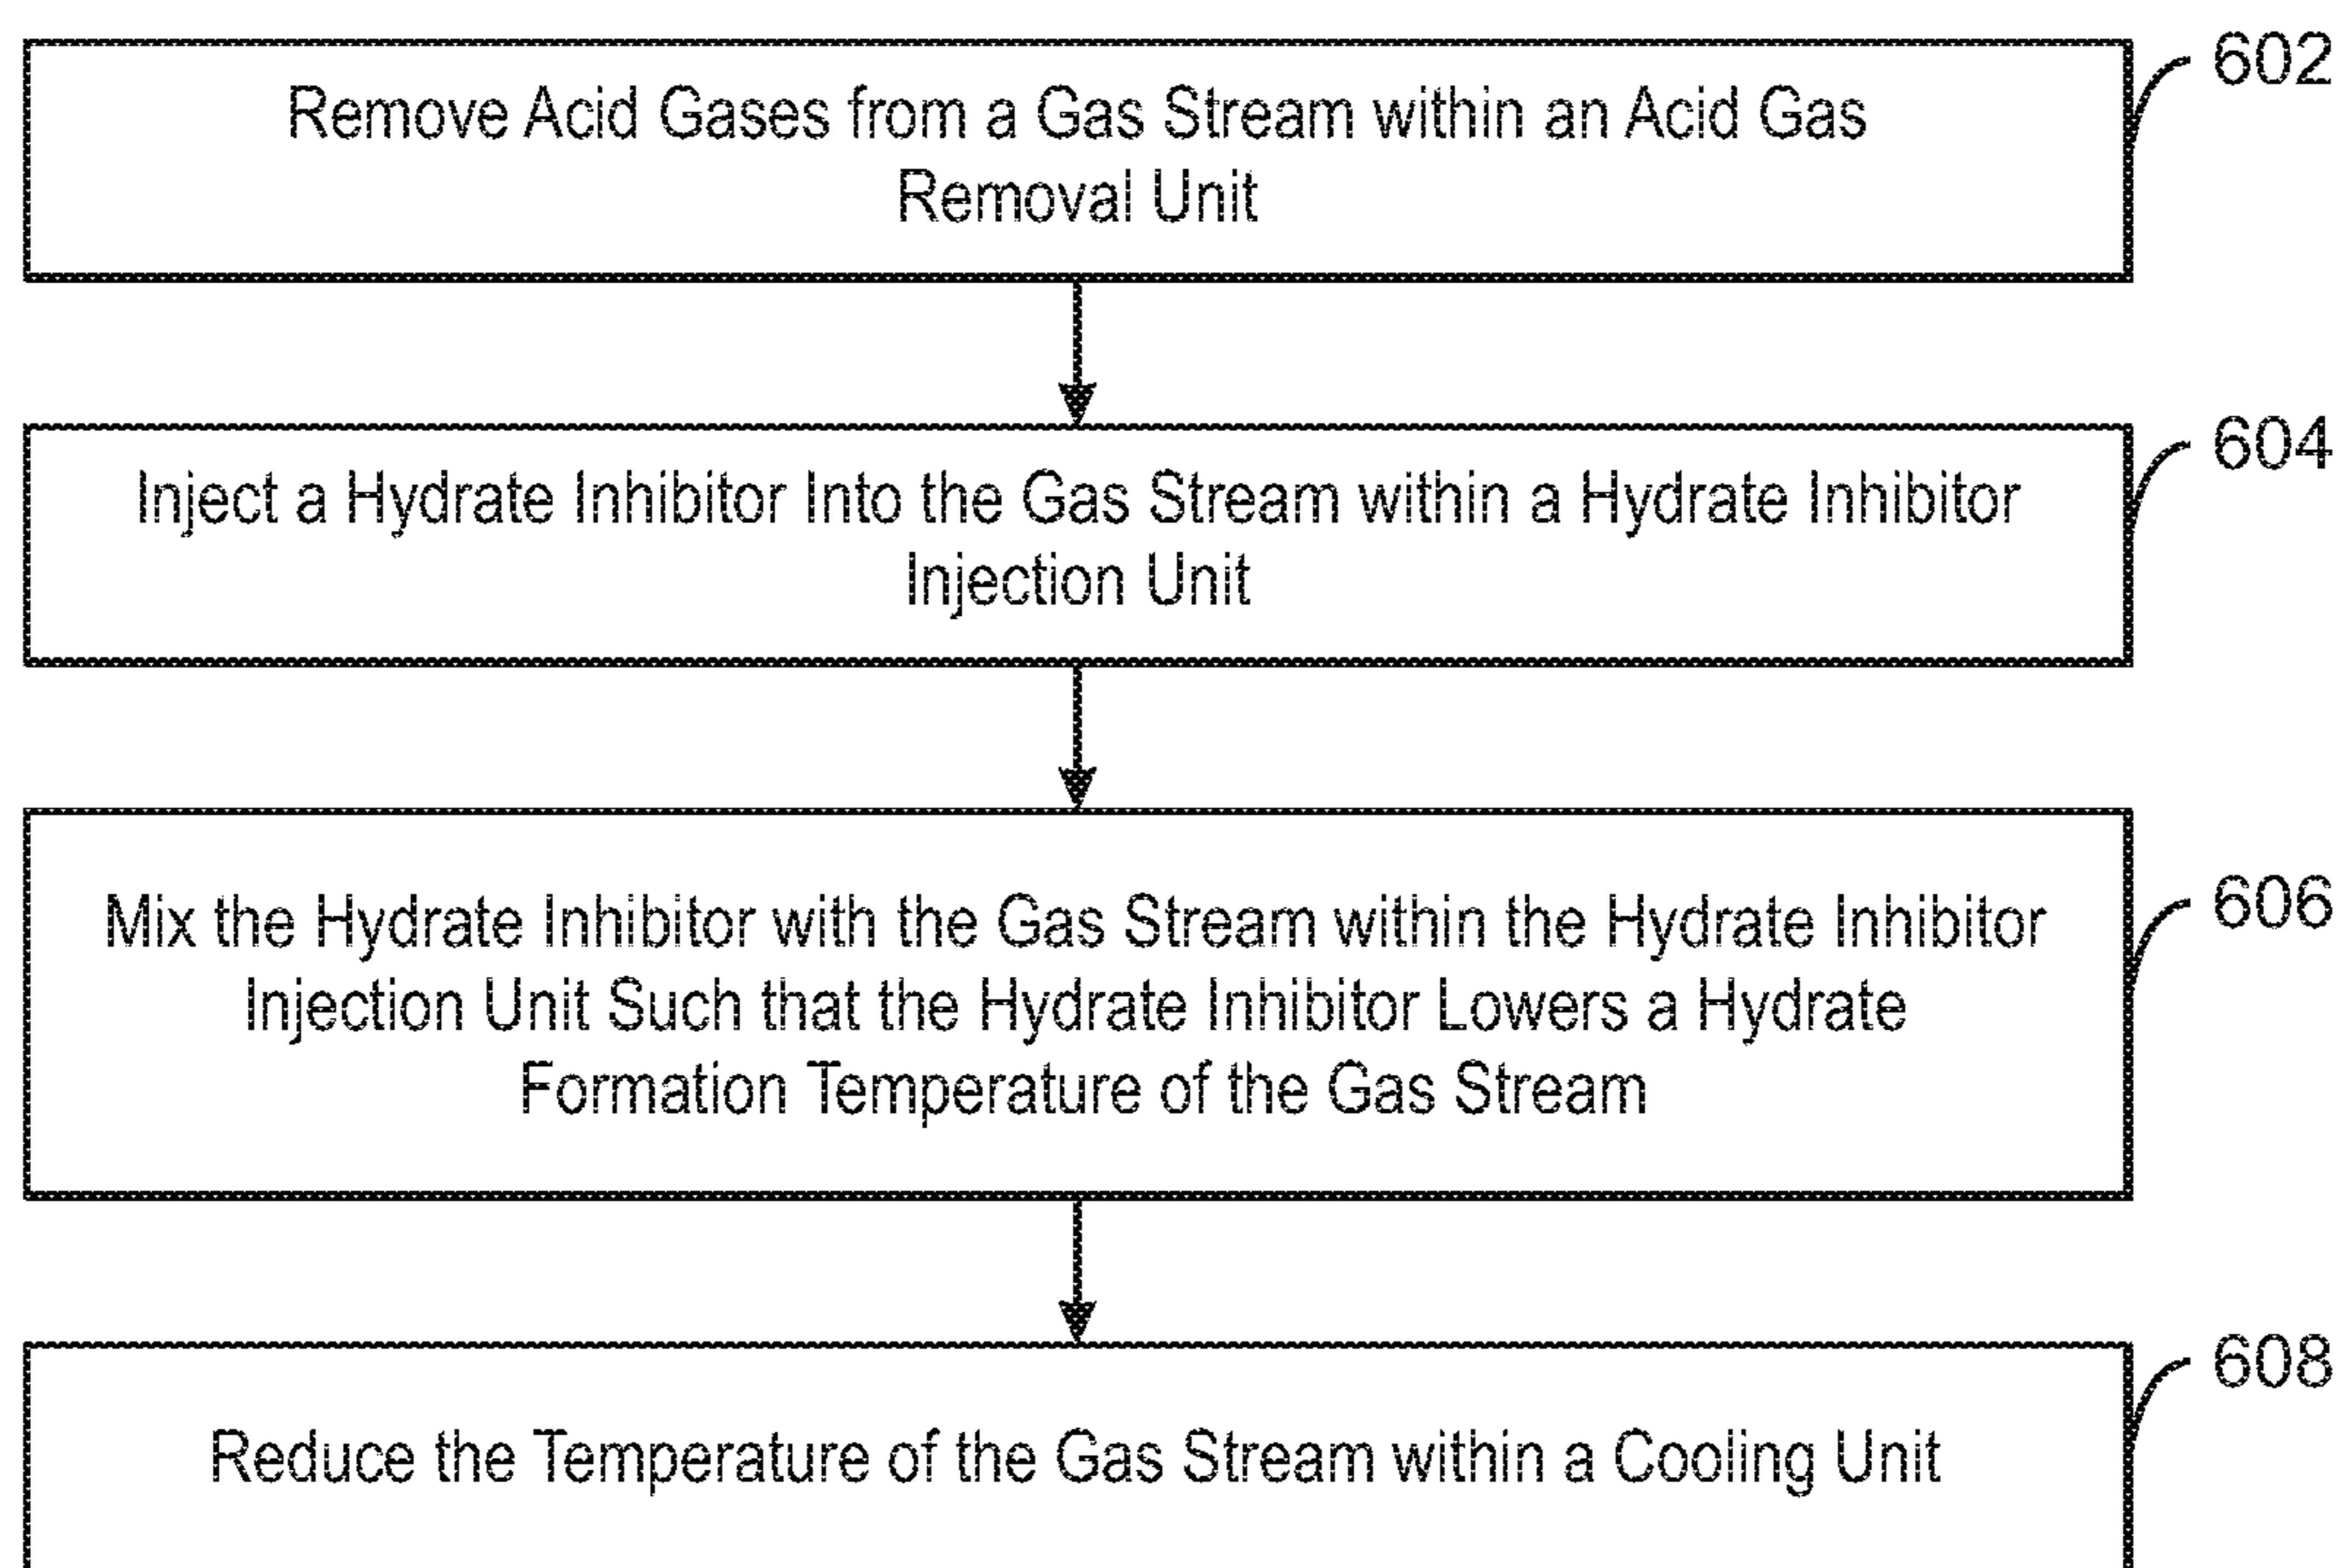 602
Remove Acid Gases from a Gas Stream within an Acid Gas
Removal Unit
604
Inject a Hydrate Inhibitor Into the Gas Stream within a Hydrate Inhibitor
Injection Unit
606
Mix the Hydrate Inhibitor with the Gas Stream within the Hydrate Inhibitor
Injection Unit Such that the Hydrate Inhibitor Lowers a Hydrate
Formation Temperature of the Gas Stream
608
Reduce the Temperature of the Gas Stream within a Cooling Unit